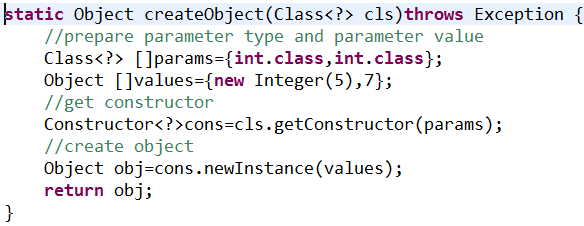 static Object createObject(Class<?> cls)throws Exception {
    //prepare parameter type and parameter value
    Class<?> []params={int.class,int.class};
    Object []values={new Integer(5),7};
    //get constructor
    Constructor<?>cons=cls.getConstructor(params);
    //create object
    Object obj=cons.newInstance(values);
    return obj;
}